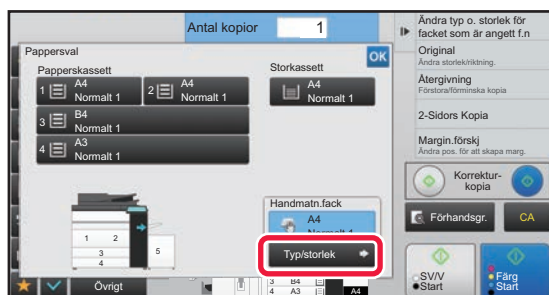 Antal kopior 1
Pappersval
OK
Papperskassett
1 A4
Normalt 1
2 A4
Normalt 1
3 B4
Normalt 1
4 A3
Normalt 1
Storkassett
A4
Normalt 1
Handmatn.fack
A4
Normalt 1
Typ/storlek
1 2
3
4
5
Övrigt
3 B4
4 A3
A4
Ändra typ o. storlek för
facket som är angett f.n
Original
Ändra storlek/riktning.
Återgivning
Förstora/förminska kopia
2-Sidors Kopia
Margin.förskj
Ändra pos. för att skapa marg.
Korrektur-
kopia
Förhandsgr.
CA
SV/V
Start
Färg
Start